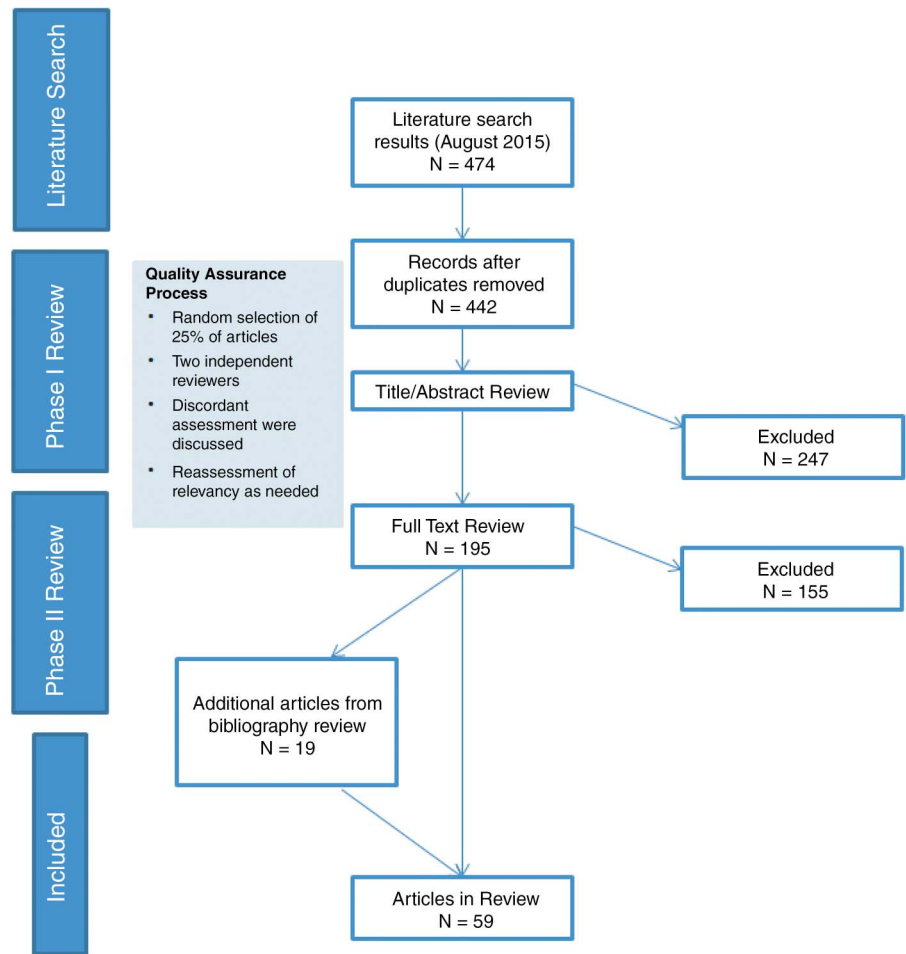 Literature Search
Literature search
results (August 2015)
N = 474
Phase I Review
Quality Assurance
Process
▪ Random selection of
25% of articles
▪ Two independent
reviewers
▪ Discordant
assessment were
discussed
▪ Reassessment of
relevancy as needed
Records after
duplicates removed
N = 442
Title/Abstract Review
Excluded
N = 247
Phase II Review
Full Text Review
N = 195
Excluded
N = 155
Additional articles from
bibliography review
N = 19
Included
Articles in Review
N = 59